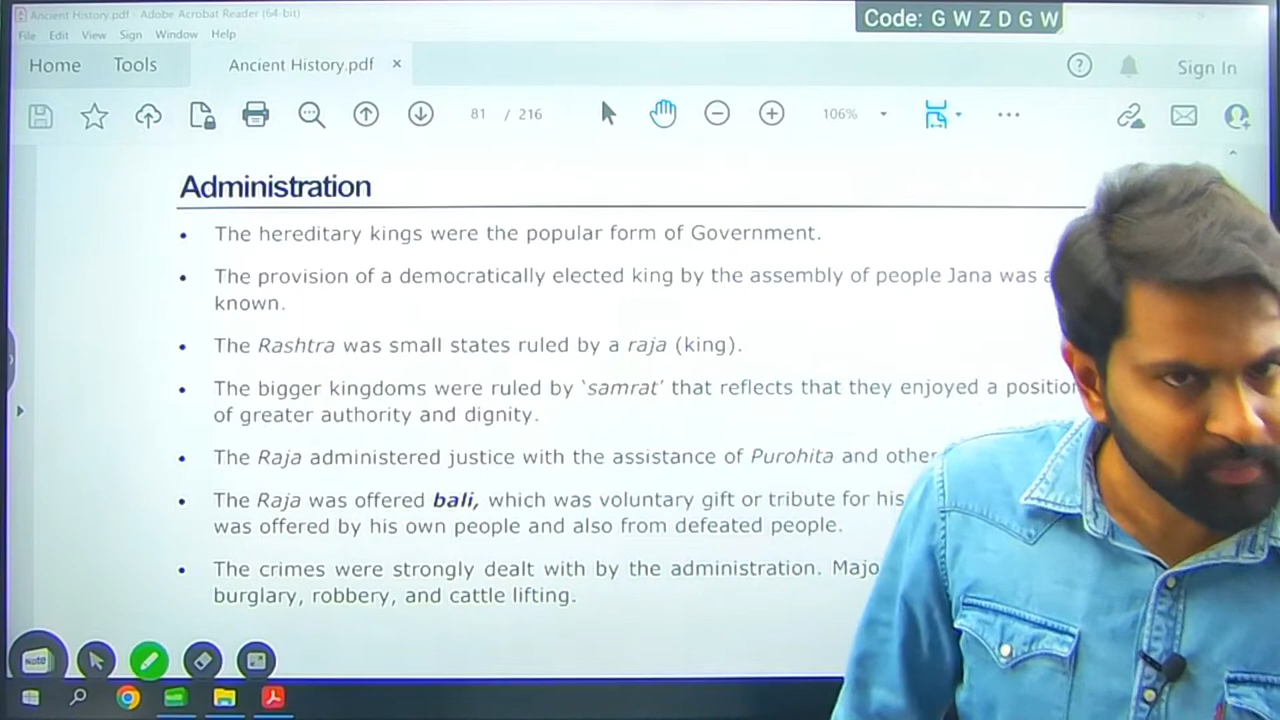 Ancient History.pdf - Adobe Acrobat Reader (64-bit)
Code: G W Z D G W
File Edit View Sign Window Help
Home Tools Ancient History.pdf × Sign In
81 / 216 106%
Administration
• The hereditary kings were the popular form of Government.
• The provision of a democratically elected king by the assembly of people Jana was
known.
• The Rashtra was small states ruled by a raja (king).
• The bigger kingdoms were ruled by ‘samrat’ that reflects that they enjoyed a position
of greater authority and dignity.
• The Raja administered justice with the assistance of Purohita and other
• The Raja was offered bali, which was voluntary gift or tribute for his
was offered by his own people and also from defeated people.
• The crimes were strongly dealt with by the administration.
burglary, robbery, and cattle lifting.
Note